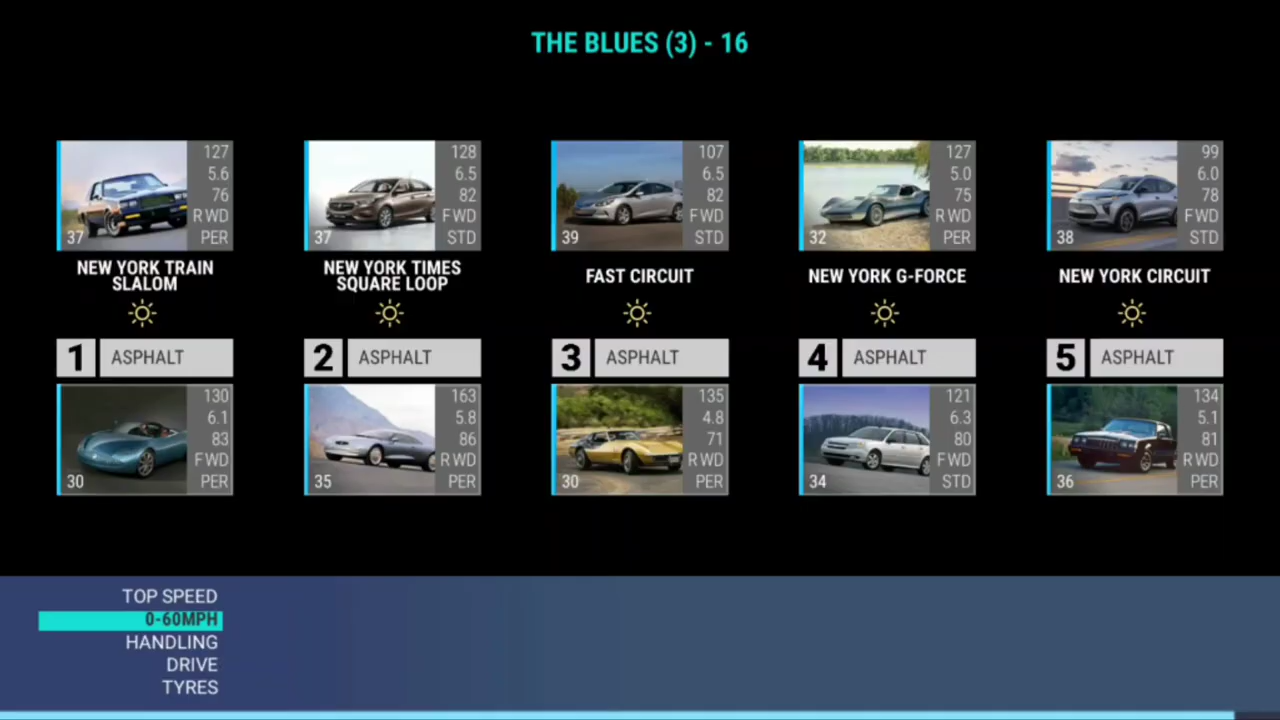 THE BLUES (3) - 16
127
5.6
76
RWD
PER
37
128
6.5
82
FWD
STD
37
107
6.5
82
FWD
STD
39
127
5.0
75
RWD
PER
32
99
6.0
78
FWD
STD
38
NEW YORK TRAIN
SLALOM
NEW YORK TIMES
SQUARE LOOP
FAST CIRCUIT
NEW YORK G-FORCE
NEW YORK CIRCUIT
1 ASPHALT
2 ASPHALT
3 ASPHALT
4 ASPHALT
5 ASPHALT
130
6.1
83
FWD
PER
30
163
5.8
86
RWD
PER
35
135
4.8
71
RWD
PER
30
121
6.3
80
FWD
STD
34
134
5.1
81
RWD
PER
36
TOP SPEED
0-60MPH
HANDLING
DRIVE
TYRES